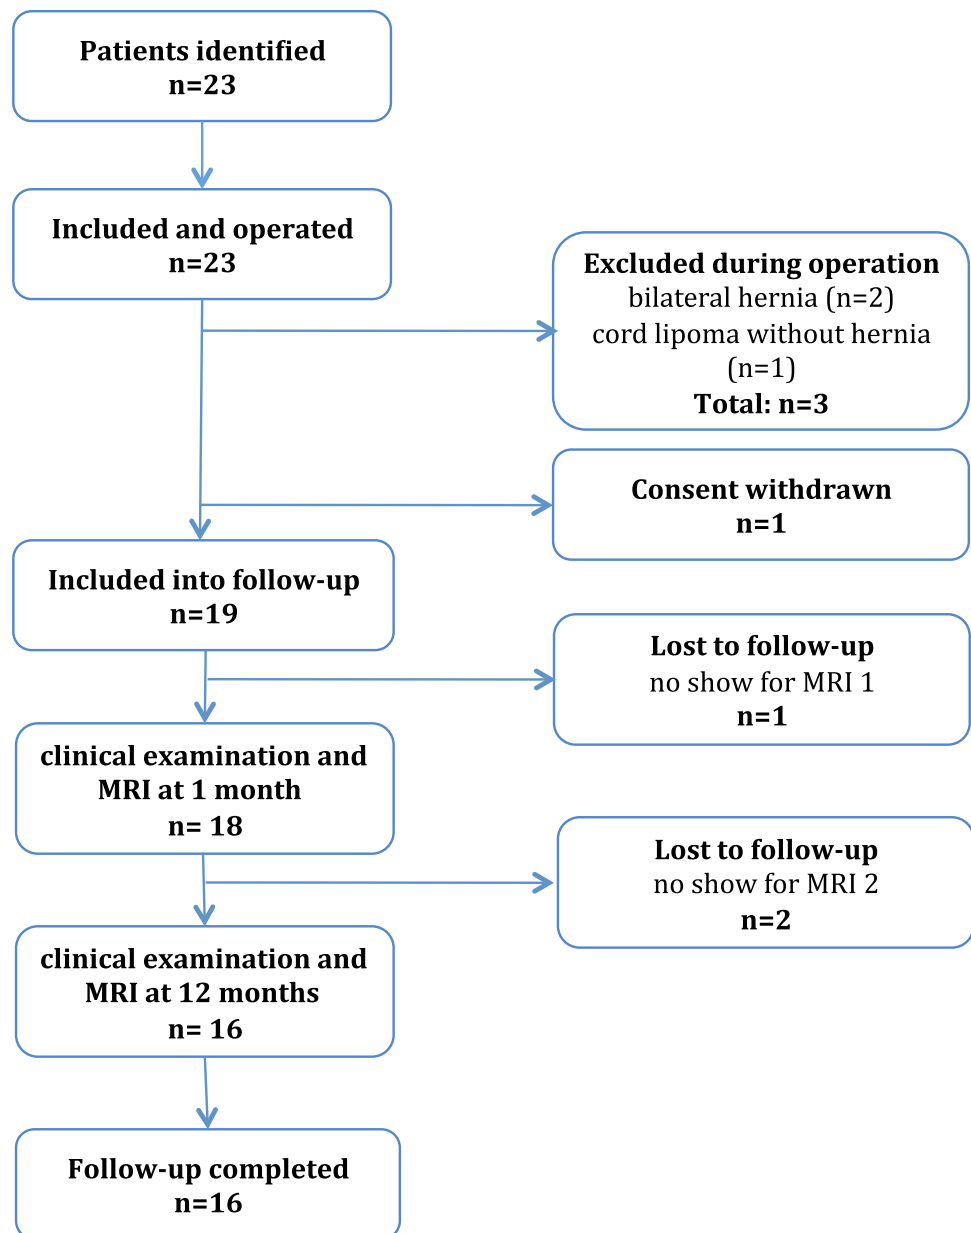 Patients identified
n=23
Included and operated
n=23
Excluded during operation
bilateral hernia (n=2)
cord lipoma without hernia
(n=1)
Total: n=3
Consent withdrawn
n=1
Included into follow-up
n=19
Lost to follow-up
no show for MRI 1
n=1
clinical examination and
MRI at 1 month
n= 18
Lost to follow-up
no show for MRI 2
n=2
clinical examination and
MRI at 12 months
n= 16
Follow-up completed
n=16